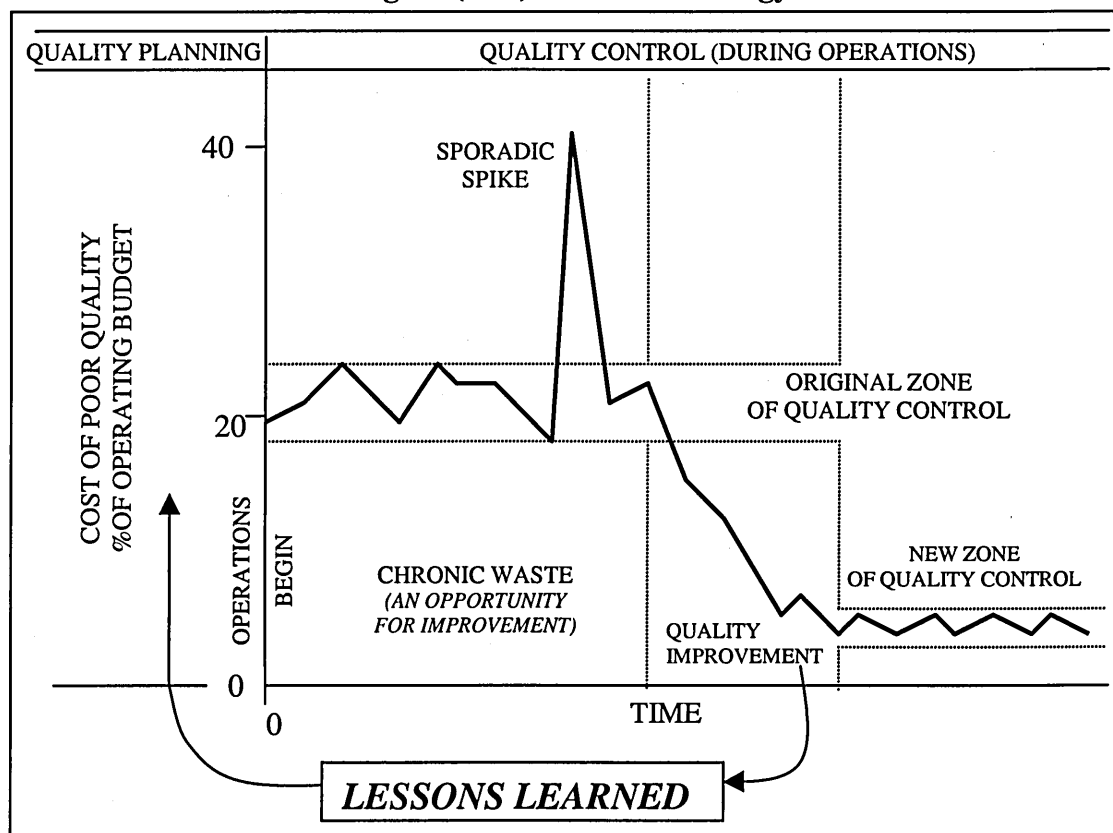 QUALITY PLANNING
QUALITY CONTROL (DURING OPERATIONS)
40
SPORADIC
SPIKE
COST OF POOR QUALITY
%OF OPERATING BUDGET
20
ORIGINAL ZONE
OF QUALITY CONTROL
OPERATIONS
BEGIN
CHRONIC WASTE
(AN OPPORTUNITY
FOR IMPROVEMENT)
NEW ZONE
OF QUALITY CONTROL
QUALITY
IMPROVEMENT
0
0
TIME
LESSONS LEARNED